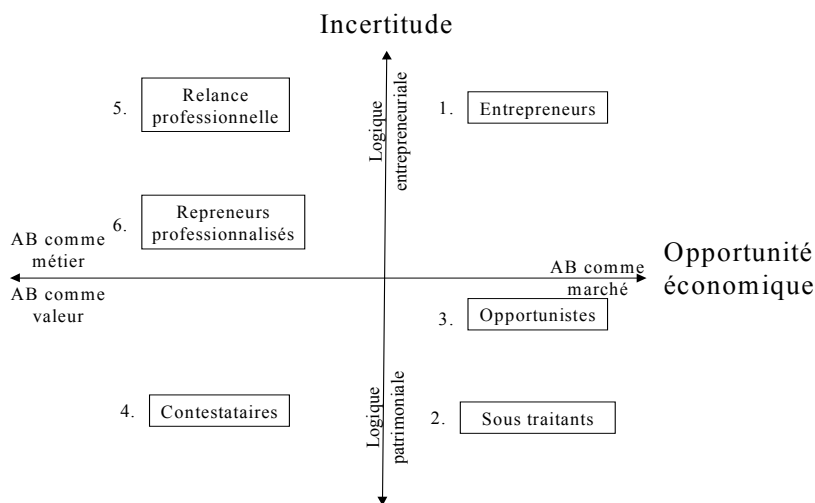 Incertitude
5.
Relance
professionnelle
Logique
entrepreneuriale
1.
Entrepreneurs
6.
Repreneurs
professionnalisés
AB comme
métier
AB comme
valeur
AB comme
marché
Opportunité
économique
3.
Opportunistes
4.
Contestataires
Logique
patrimoniale
2.
Sous traitants